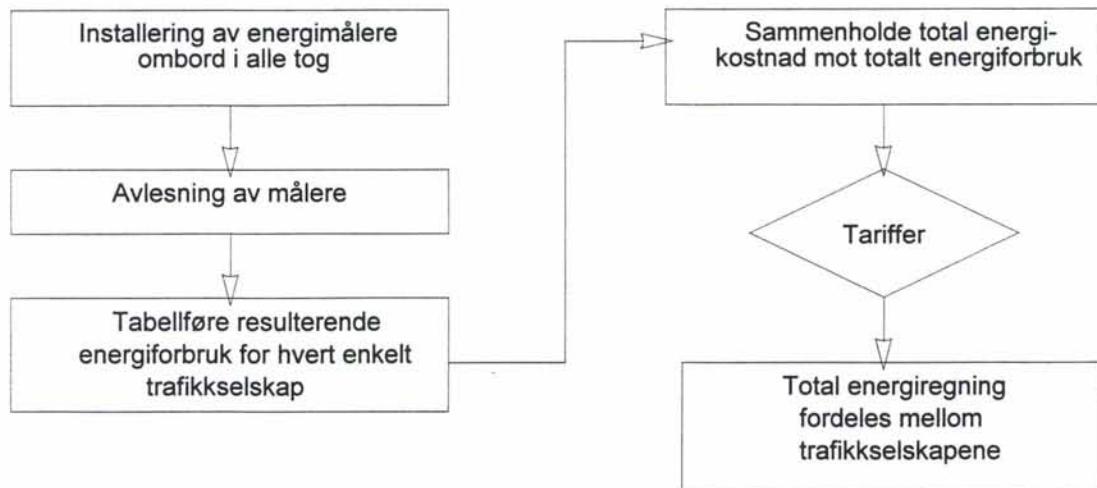 Installering av energimålere
ombord i alle tog
Avlesning av målere
Tabellføre resulterende
energiforbruk for hvert enkelt
trafikkselskap
Sammenholde total energi-
kostnad mot totalt energiforbruk
Tariffer
Total energiregning
fordeles mellom
trafikkselskapene